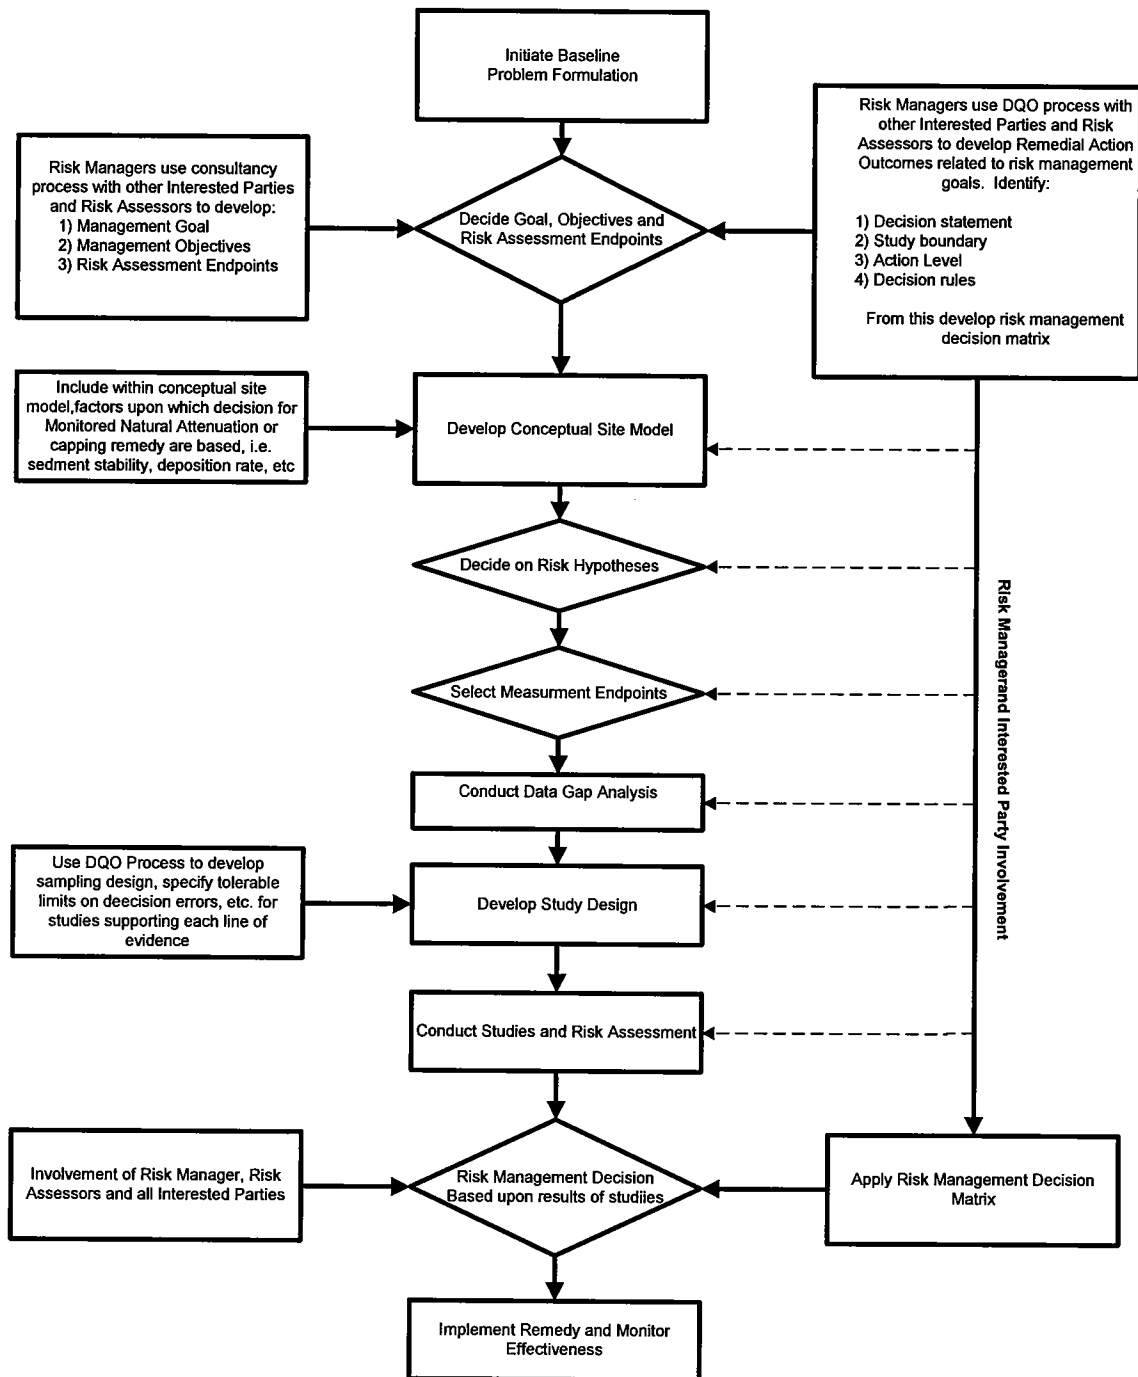 Initiate Baseline
Problem Formulation
Risk Managers use DQO process with
other Interested Parties and Risk
Assessors to develop Remedial Action
Outcomes related to risk management
goals. Identify:
1) Decision statement
2) Study boundary
3) Action Level
4) Decision rules
From this develop risk management
decision matrix
Risk Managers use consultancy
process with other Interested Parties
and Risk Assessors to develop:
1) Management Goal
2) Management Objectives
3) Risk Assessment Endpoints
Decide Goal, Objectives and
Risk Assessment Endpoints
Include within conceptual site
model,factors upon which decision for
Monitored Natural Attenuation or
capping remedy are based, i.e.
sediment stability, deposition rate, etc
Develop Conceptual Site Model
Decide on Risk Hypotheses
Select Measurment Endpoints
Conduct Data Gap Analysis
Risk Managerand Interested Party Involvement
Use DQO Process to develop
sampling design, specify tolerable
limits on deecision errors, etc. for
studies supporting each line of
evidence
Develop Study Design
Conduct Studies and Risk Assessment
Involvement of Risk Manager, Risk
Assessors and all Interested Parties
Risk Management Decision
Based upon results of studiies
Apply Risk Management Decision
Matrix
Implement Remedy and Monitor
Effectiveness